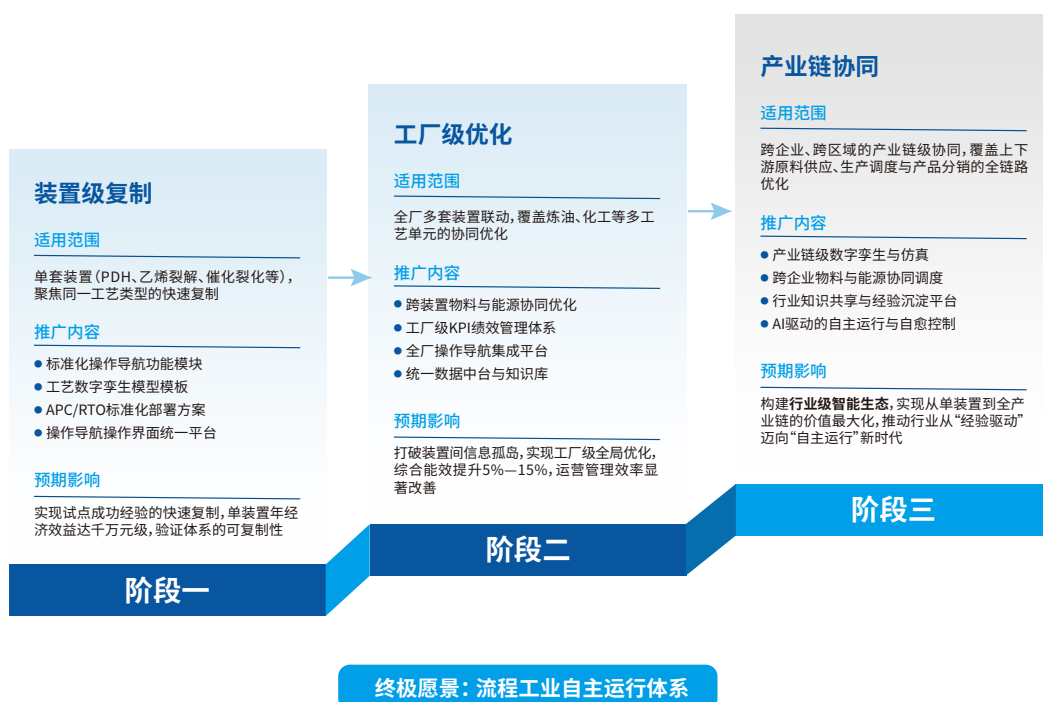 装置级复制
适用范围
单套装置(PDH、乙烯裂解、催化裂化等),
聚焦同一工艺类型的快速复制
推广内容
● 标准化操作导航功能模块
● 工艺数字孪生模型模板
● APC/RTO标准化部署方案
● 操作导航操作界面统一平台
预期影响
实现试点成功经验的快速复制,单装置年经
济效益达千万元级,验证体系的可复制性
阶段一
工厂级优化
适用范围
全厂多套装置联动,覆盖炼油、化工等多工
艺单元的协同优化
推广内容
● 跨装置物料与能源协同优化
● 工厂级KPI绩效管理体系
● 全厂操作导航集成平台
● 统一数据中台与知识库
预期影响
打破装置间信息孤岛,实现工厂级全局优化,
综合能效提升5%—15%,运营管理效率显
著改善
阶段二
产业链协同
适用范围
跨企业、跨区域的产业链级协同,覆盖上下
游原料供应、生产调度与产品分销的全链路
优化
推广内容
● 产业链级数字孪生与仿真
● 跨企业物料与能源协同调度
● 行业知识共享与经验沉淀平台
● AI驱动的自主运行与自愈控制
预期影响
构建行业级智能生态,实现从单装置到全产
业链的价值最大化,推动行业从“经验驱动”
迈向“自主运行”新时代
阶段三
终极愿景:流程工业自主运行体系